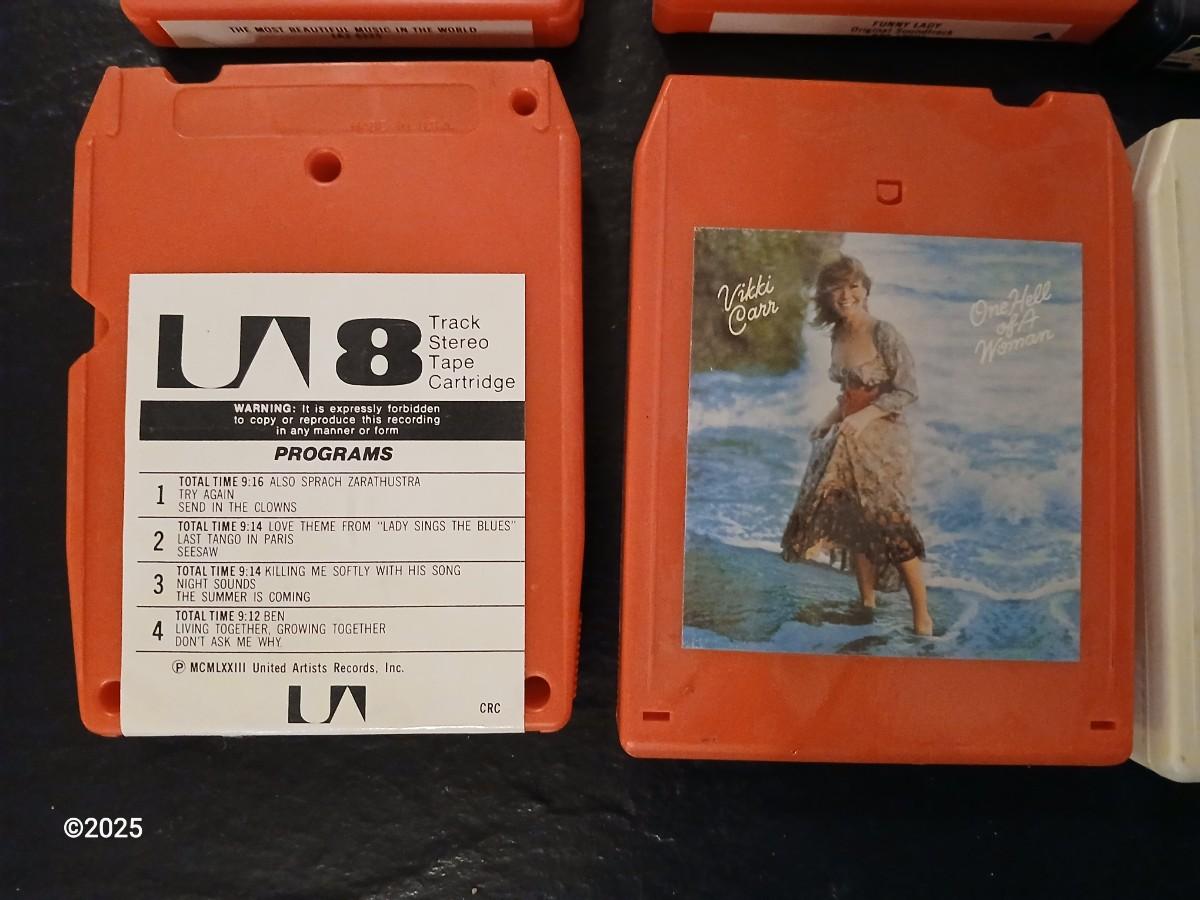 THE MOST BEAUTIFUL MUSIC IN THE WORLD
FUNNY LADY
Original Soundtrack
D
UA 8 Track
Stereo
Tape
Cartridge
WARNING: It is expressly forbidden
to copy or reproduce this recording
in any manner or form
PROGRAMS
1 TOTAL TIME 9:16 ALSO SPRACH ZARATHUSTRA
TRY AGAIN
SEND IN THE CLOWNS
2 TOTAL TIME 9:14 LOVE THEME FROM "LADY SINGS THE BLUES"
LAST TANGO IN PARIS
SEESAW
3 TOTAL TIME 9:14 KILLING ME SOFTLY WITH HIS SONG
NIGHT SOUNDS
THE SUMMER IS COMING
4 TOTAL TIME 9:12 BEN
LIVING TOGETHER, GROWING TOGETHER
DON'T ASK ME WHY
Ⓟ MCMLXXIII United Artists Records, Inc.
UA
CRC
Vikki
Carr
One Hell
of A
Woman
©2025